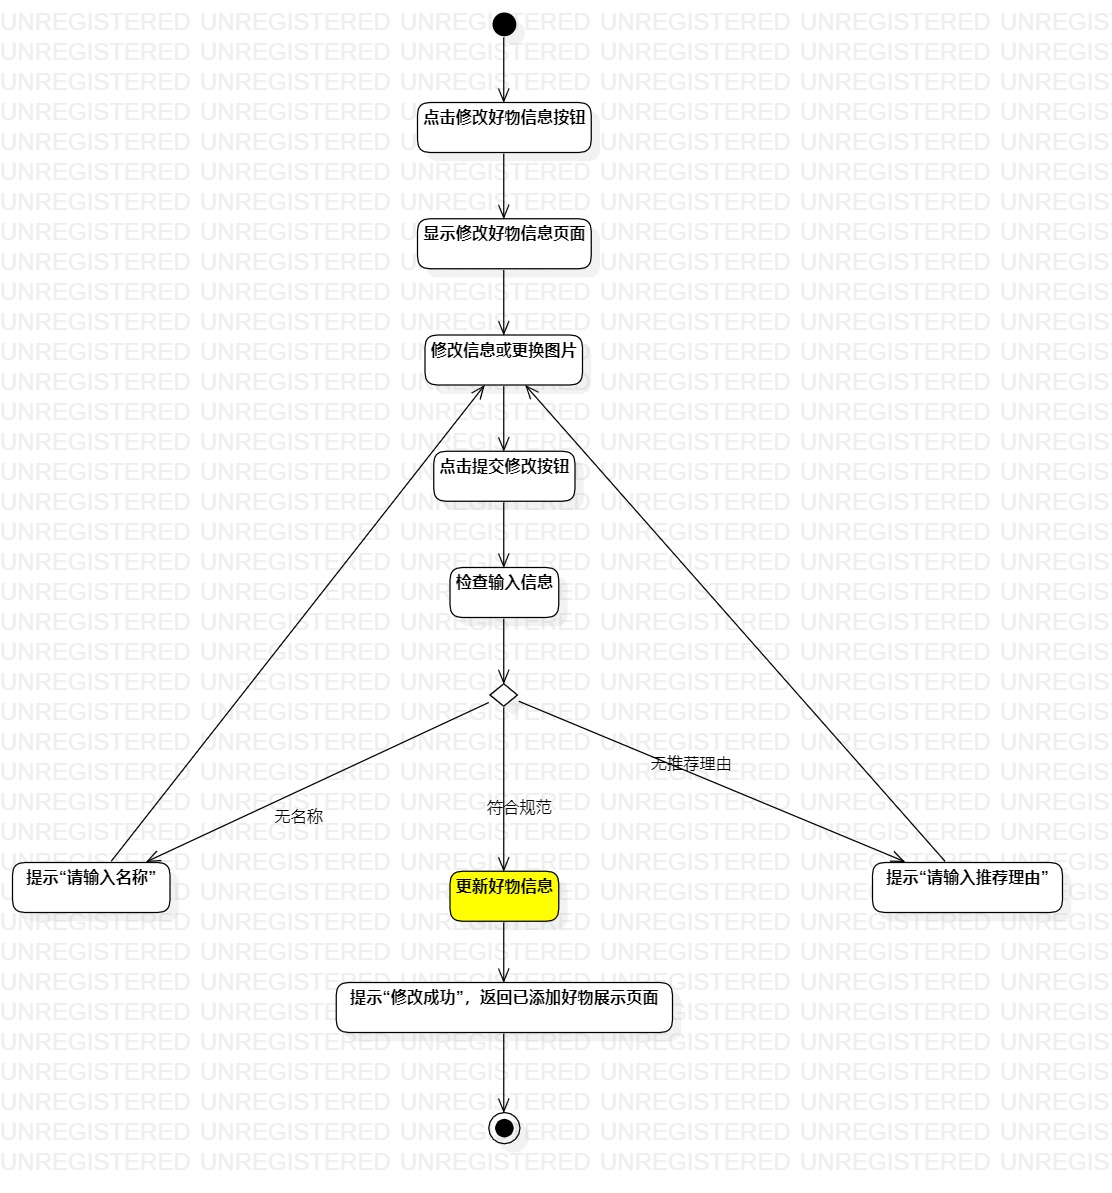 点击修改好物信息按钮
显示修改好物信息页面
修改信息或更换图片
点击提交修改按钮
检查输入信息
无推荐理由
符合规范
无名称
提示“请输入名称”
更新好物信息
提示“请输入推荐理由”
提示“修改成功”，返回已添加好物展示页面
UNREGISTERED